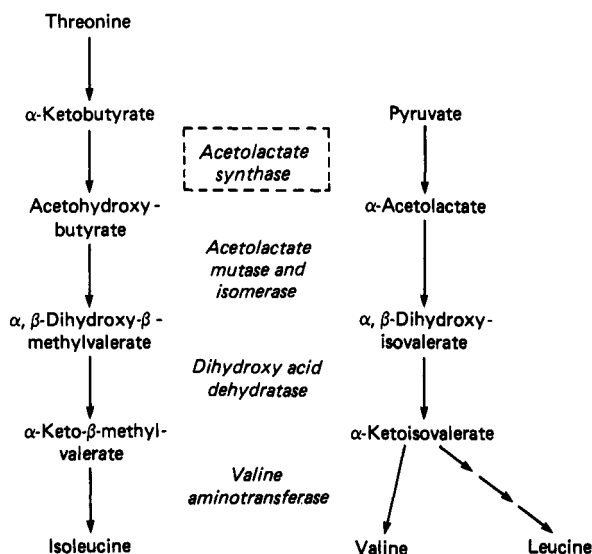 Threonine
α-Ketobutyrate
Pyruvate
Acetolactate
synthase
Acetohydroxy-
butyrate
α-Acetolactate
Acetolactate
mutase and
isomerase
α, β-Dihydroxy-β-
methylvalerate
α, β-Dihydroxy-
isovalerate
Dihydroxy acid
dehydratase
α-Keto-β-methyl-
valerate
α-Ketoisovalerate
Valine
aminotransferase
Isoleucine
Valine
Leucine